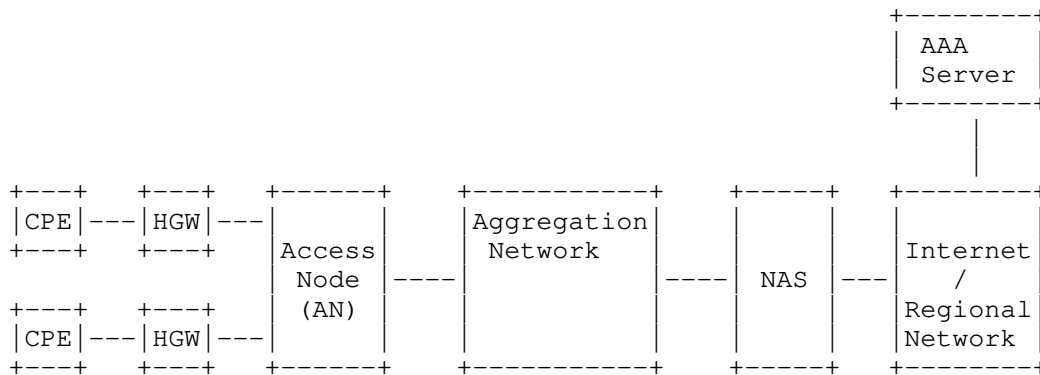 AAA
Server
CPE HGW Aggregation
Access Network Internet
Node NAS /
(AN) Regional
CPE HGW Network